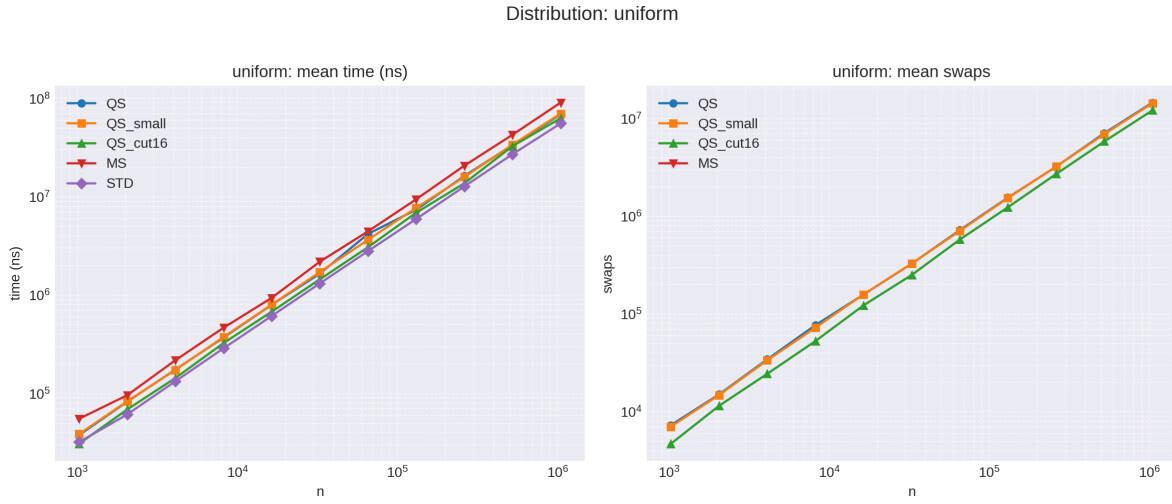 Distribution: uniform
uniform: mean time (ns)
QS
QS_small
QS_cut16
MS
STD
10^8
10^7
10^6
10^5
time (ns)
10^3
10^4
10^5
10^6
n
uniform: mean swaps
QS
QS_small
QS_cut16
MS
10^7
10^6
10^5
10^4
swaps
10^3
10^4
10^5
10^6
n